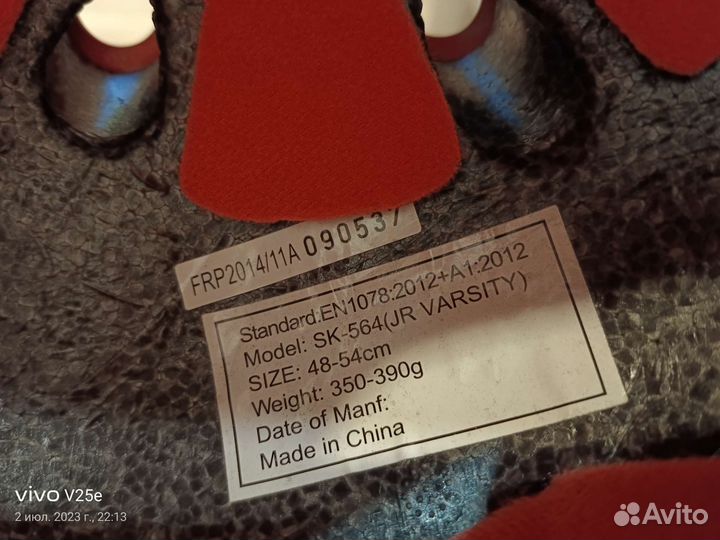 FRP2014/11A 090537
Standard:EN1078:2012+A1:2012
Model: SK-564(JR VARSITY)
SIZE: 48-54cm
Weight: 350-390g
Date of Manf:
Made in China
vivo V25e
2 июл. 2023 г., 22:13
Avito